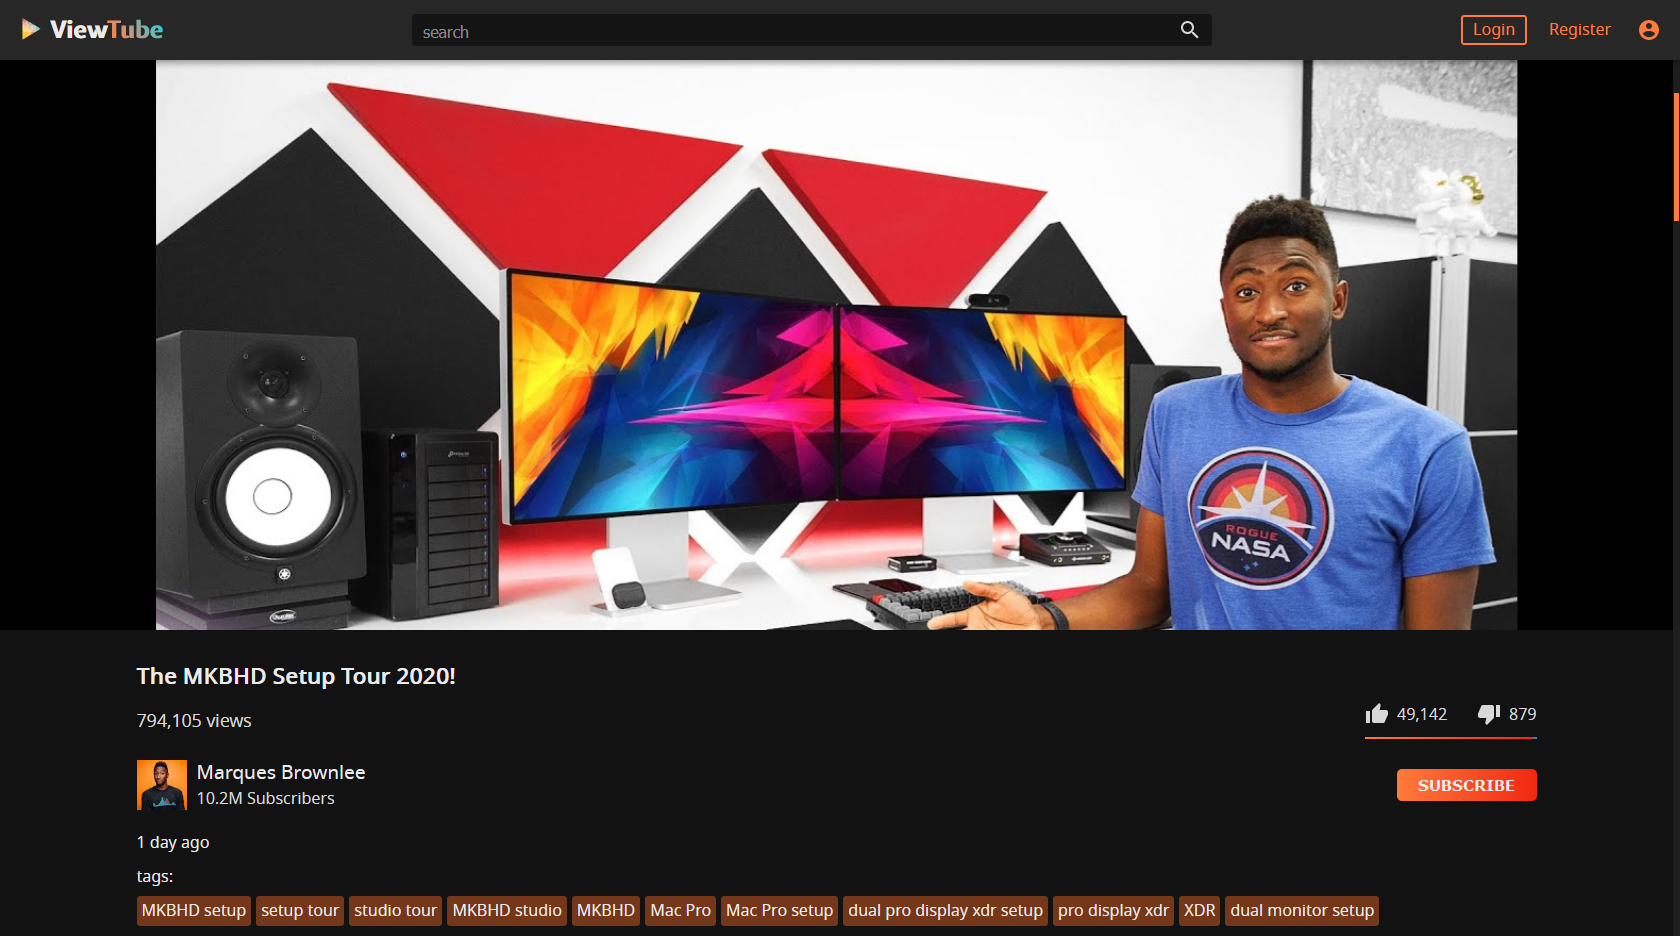 ViewTube
search
Login
Register
ROGUE
NASA
The MKBHD Setup Tour 2020!
794,105 views
49,142
879
Marques Brownlee
10.2M Subscribers
SUBSCRIBE
1 day ago
tags:
MKBHD setup setup tour studio tour MKBHD studio MKBHD Mac Pro Mac Pro setup dual pro display xdr setup pro display xdr XDR dual monitor setup